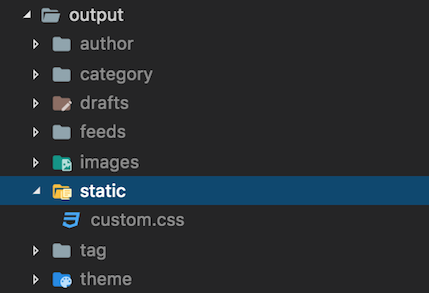 output
author
category
drafts
feeds
images
static
custom.css
tag
theme